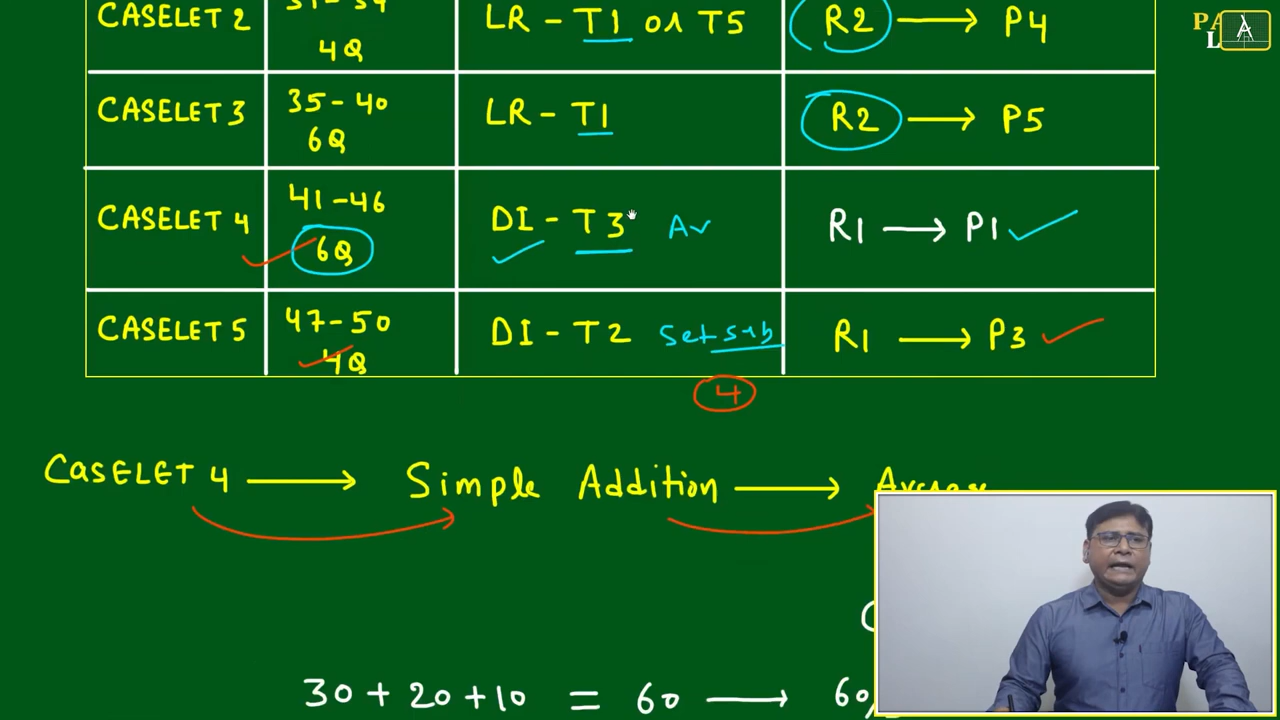 CASELET 2
4Q
LR - T1 or T5
R2 → P4
CASELET 3
35 - 40
6Q
LR - T1
R2 → P5
CASELET 4
41 - 46
6Q
DI - T3 Av
R1 → P1
CASELET 5
47 - 50
4Q
DI - T2 Set
R1 → P3
4
CASELET 4 → Simple Addition →
30 + 20 + 10 = 60 →